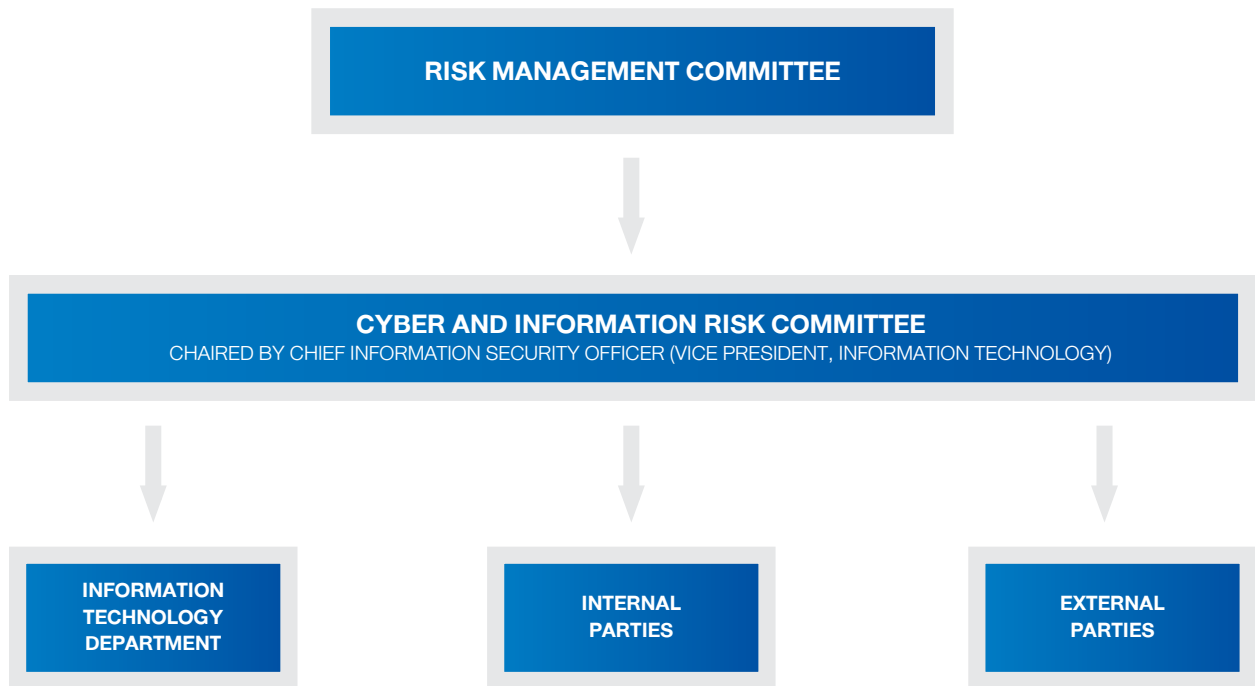 RISK MANAGEMENT COMMITTEE
CYBER AND INFORMATION RISK COMMITTEE
CHAIRED BY CHIEF INFORMATION SECURITY OFFICER (VICE PRESIDENT, INFORMATION TECHNOLOGY)
INFORMATION
TECHNOLOGY
DEPARTMENT
INTERNAL
PARTIES
EXTERNAL
PARTIES